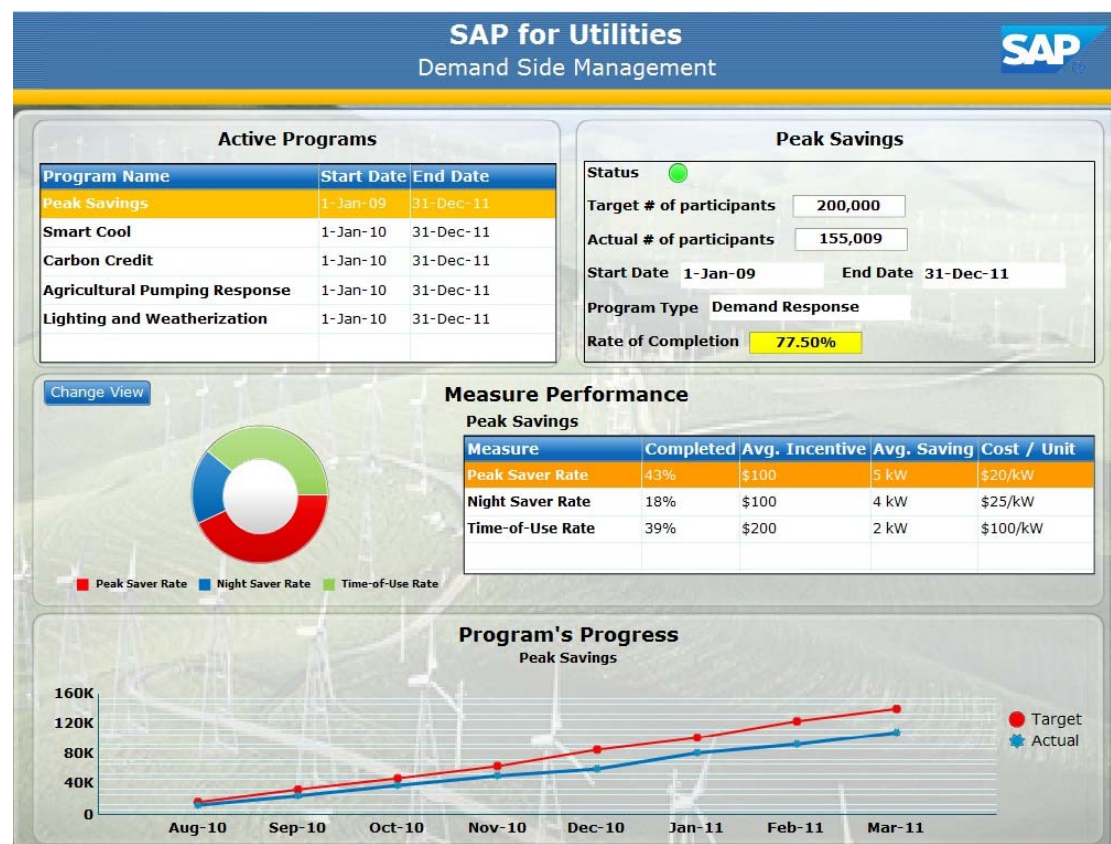 SAP for Utilities
Demand Side Management
SAP
Active Programs
Program Name Start Date End Date
Peak Savings 1-Jan-09 31-Dec-11
Smart Cool 1-Jan-10 31-Dec-11
Carbon Credit 1-Jan-10 31-Dec-11
Agricultural Pumping Response 1-Jan-10 31-Dec-11
Lighting and Weatherization 1-Jan-10 31-Dec-11
Peak Savings
Status
Target # of participants 200,000
Actual # of participants 155,009
Start Date 1-Jan-09 End Date 31-Dec-11
Program Type Demand Response
Rate of Completion 77.50%
Change View
Measure Performance
Peak Savings
Measure Completed Avg. Incentive Avg. Saving Cost / Unit
Peak Saver Rate 43% $100 5 kW $20/kW
Night Saver Rate 18% $100 4 kW $25/kW
Time-of-Use Rate 39% $200 2 kW $100/kW
Peak Saver Rate Night Saver Rate Time-of-Use Rate
Program's Progress
Peak Savings
160K
120K
80K
40K
0
Aug-10 Sep-10 Oct-10 Nov-10 Dec-10 Jan-11 Feb-11 Mar-11
Target
Actual